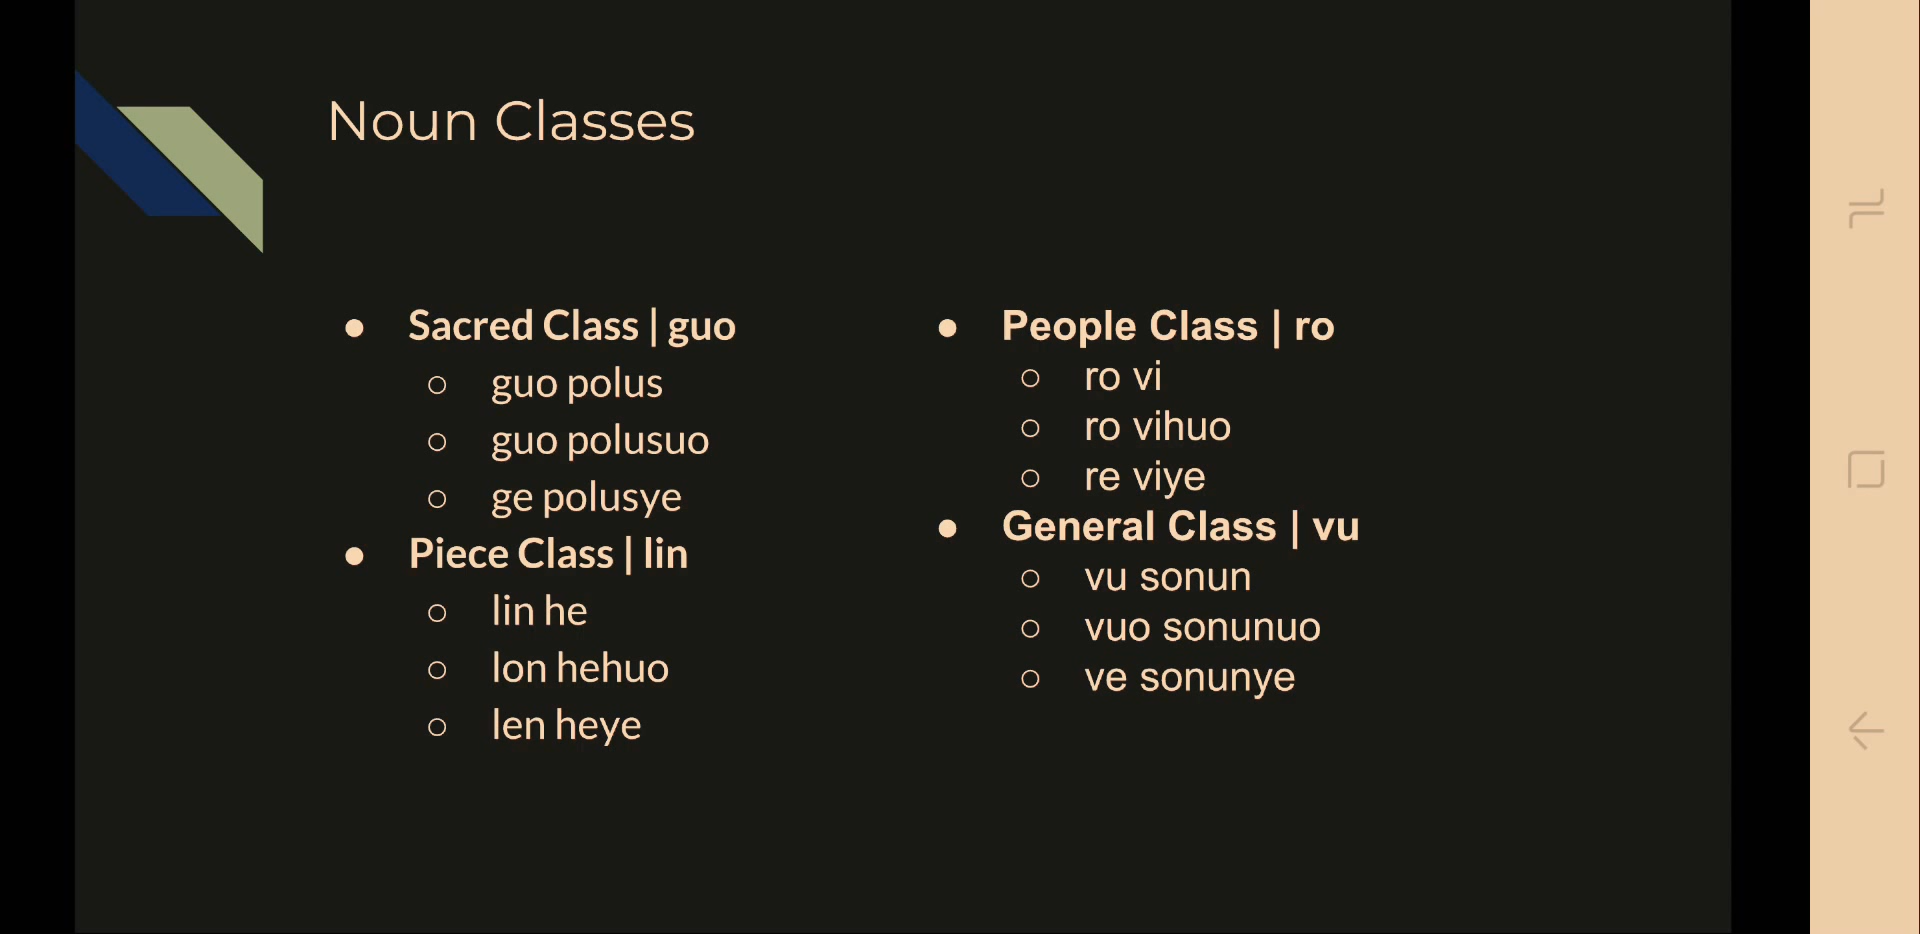 Noun Classes
Sacred Class | guo
guo polus
guo polusuo
ge polusye
Piece Class | lin
lin he
lon hehuo
len heye
People Class | ro
ro vi
ro vihuo
re viye
General Class | vu
vu sonun
vuo sonunuo
ve sonunye